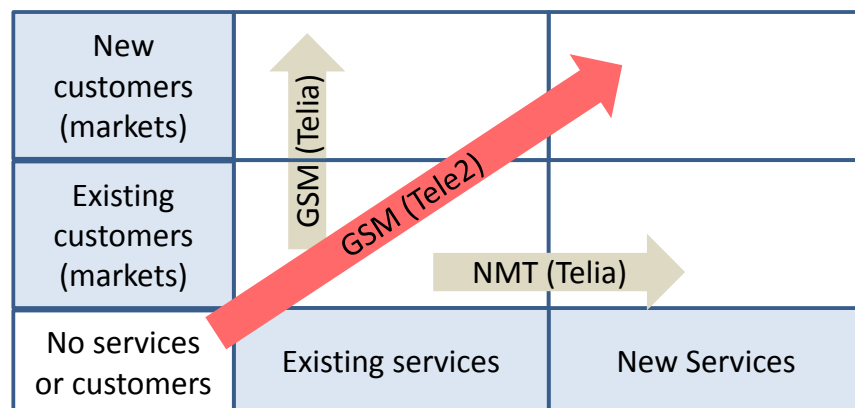 New
customers
(markets)
GSM (Telia)
GSM (Tele2)
Existing
customers
(markets)
NMT (Telia)
No services
or customers
Existing services
New Services